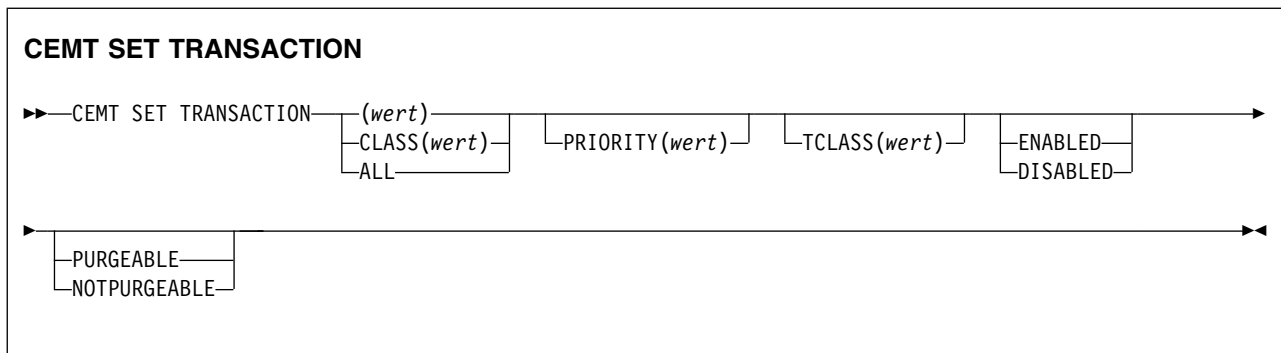 CEMT SET TRANSACTION
CEMT SET TRANSACTION (wert) PRIORITY(wert) TCLASS(wert) ENABLED
CLASS(wert) DISABLED
ALL
PURGEABLE
NOTPURGEABLE